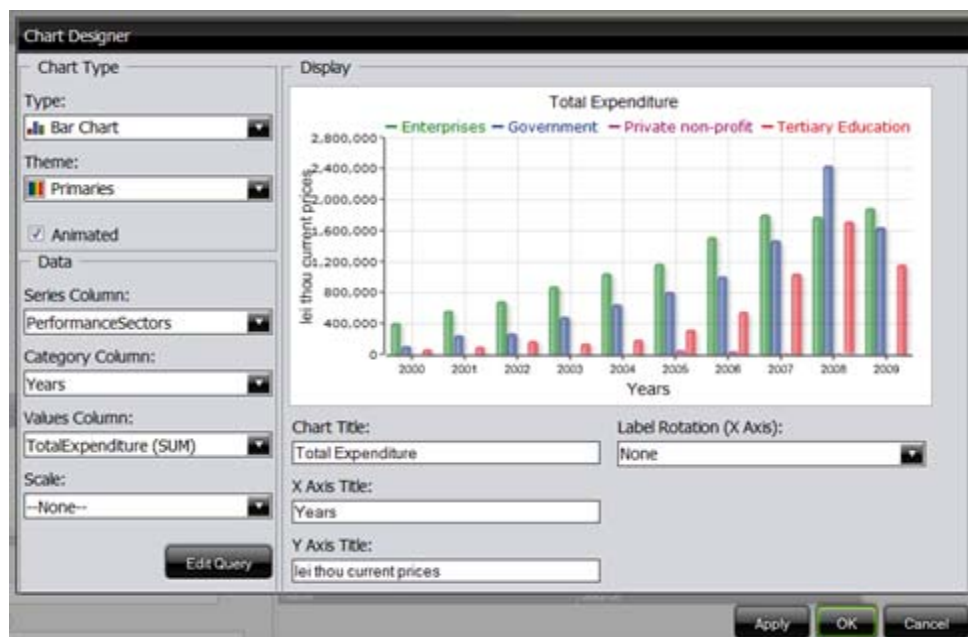 Chart Designer
Chart Type
Type:
Bar Chart
Theme:
Primaries
Animated
Data
Series Column:
PerformanceSectors
Category Column:
Years
Values Column:
TotalExpenditure (SUM)
Scale:
--None--
Edit Query
Display
Total Expenditure
Enterprises Government Private non-profit Tertiary Education
2,800,000
2,400,000
2,000,000
1,600,000
1,200,000
800,000
400,000
0
lei thou current prices
2000 2001 2002 2003 2004 2005 2006 2007 2008 2009
Years
Chart Title:
Total Expenditure
Label Rotation (X Axis):
None
X Axis Title:
Years
Y Axis Title:
lei thou current prices
Apply OK Cancel